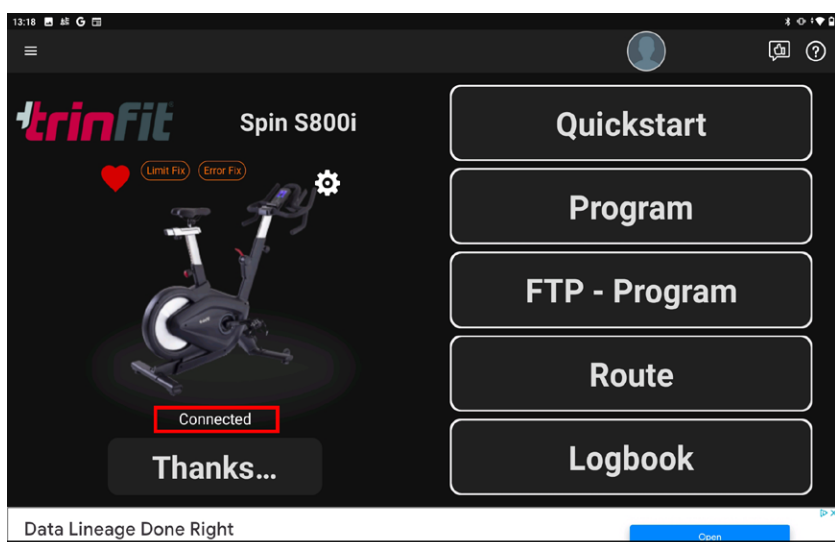 13:18
trinfit
Spin S800i
Limit Fix
Error Fix
Connected
Thanks...
Quickstart
Program
FTP - Program
Route
Logbook
Data Lineage Done Right
Open